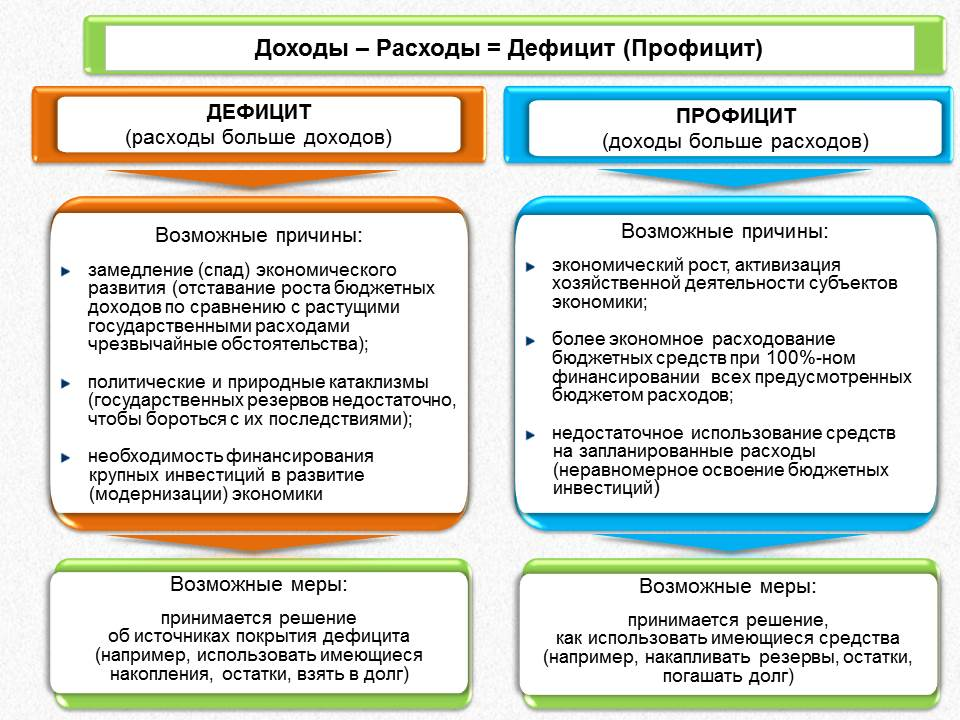 Доходы – Расходы = Дефицит (Профицит)
ДЕФИЦИТ
(расходы больше доходов)
Возможные причины:
замедление (спад) экономического
развития (отставание роста бюджетных
доходов по сравнению с растущими
государственными расходами
чрезвычайные обстоятельства);
политические и природные катаклизмы
(государственных резервов недостаточно,
чтобы бороться с их последствиями);
необходимость финансирования
крупных инвестиций в развитие
(модернизации) экономики
Возможные меры:
принимается решение
об источниках покрытия дефицита
(например, использовать имеющиеся
накопления, остатки, взять в долг)
ПРОФИЦИТ
(доходы больше расходов)
Возможные причины:
экономический рост, активизация
хозяйственной деятельности субъектов
экономики;
более экономное расходование
бюджетных средств при 100%-ном
финансировании всех предусмотренных
бюджетом расходов;
недостаточное использование средств
на запланированные расходы
(неравномерное освоение бюджетных
инвестиций)
Возможные меры:
принимается решение,
как использовать имеющиеся средства
(например, накапливать резервы, остатки,
погашать долг)